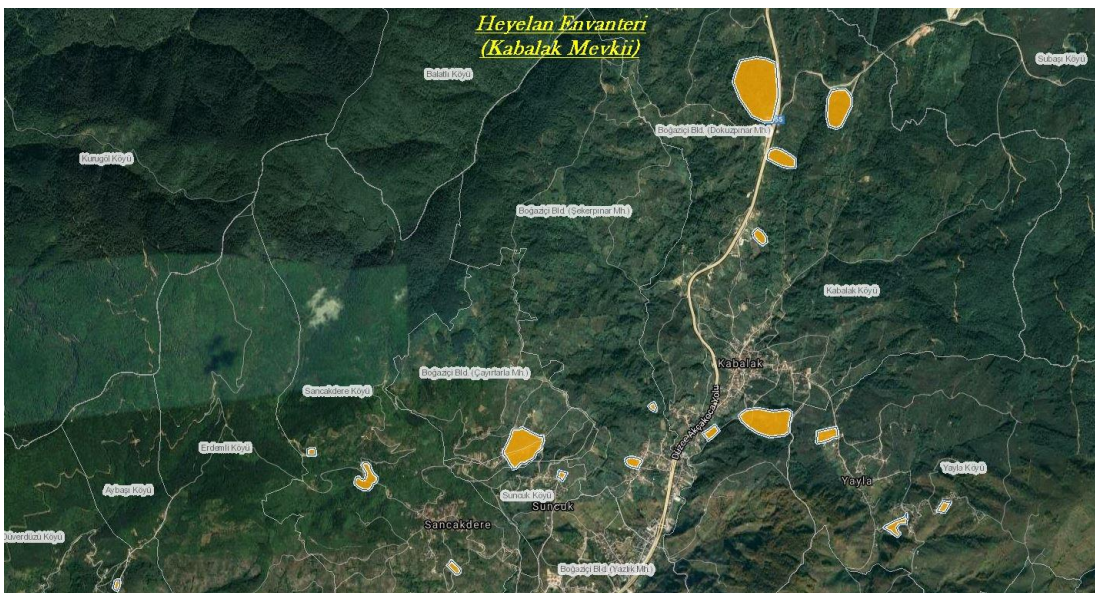 Heyelan Envanteri
(Kabalak Mevkii)
Subaşı Köyü
Balatlı Köyü
Boğaziçi Bld. (Dokuzpınar Mh.)
Kurugöl Köyü
Boğaziçi Bld. (Şekerpınar Mh.)
Kabalak Köyü
Kabalak
Boğaziçi Bld. (Çayırtarla Mh.)
Sancakdere Köyü
Erdemli Köyü
Yayla Köyü
Yayla
Aybaşı Köyü
Suncuk Köyü
Suncuk
Sancakdere
Düverdüzü Köyü
Boğaziçi Bld. (Yazlık Mh.)